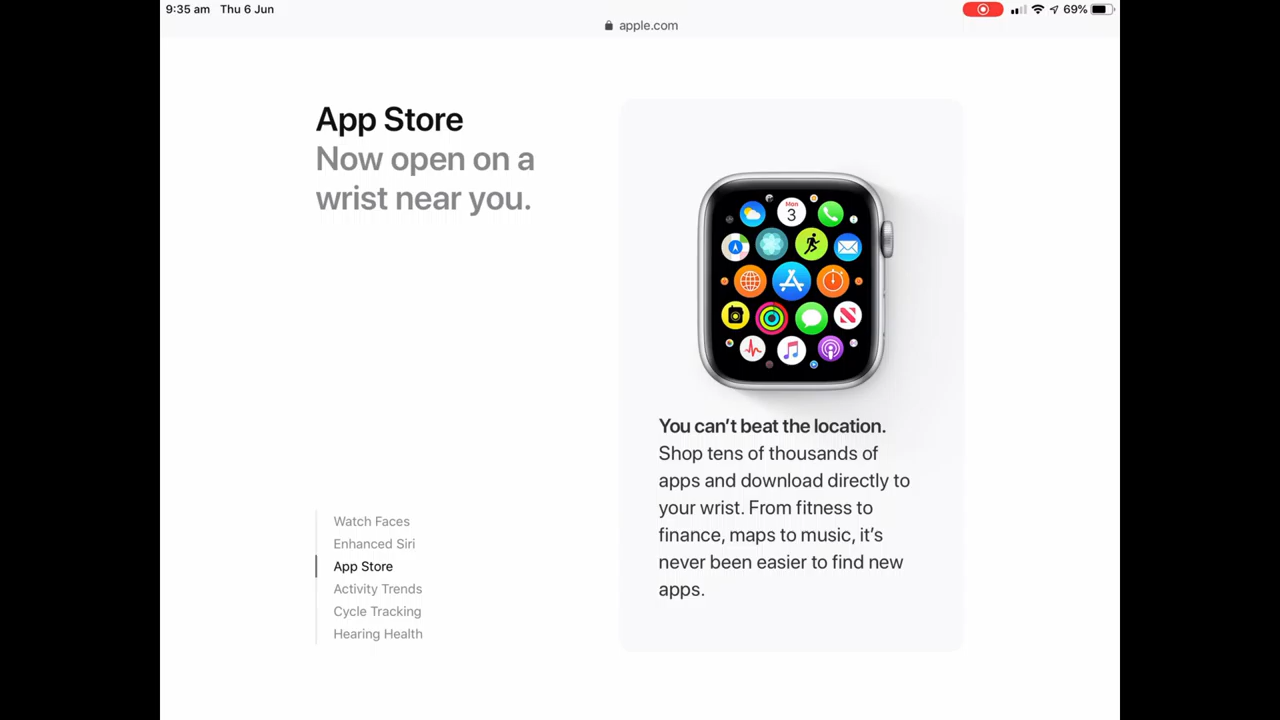 9:35 am Thu 6 Jun
69%
apple.com
App Store
Now open on a
wrist near you.
Mon
3
You can't beat the location.
Shop tens of thousands of
apps and download directly to
your wrist. From fitness to
finance, maps to music, it's
never been easier to find new
apps.
Watch Faces
Enhanced Siri
App Store
Activity Trends
Cycle Tracking
Hearing Health